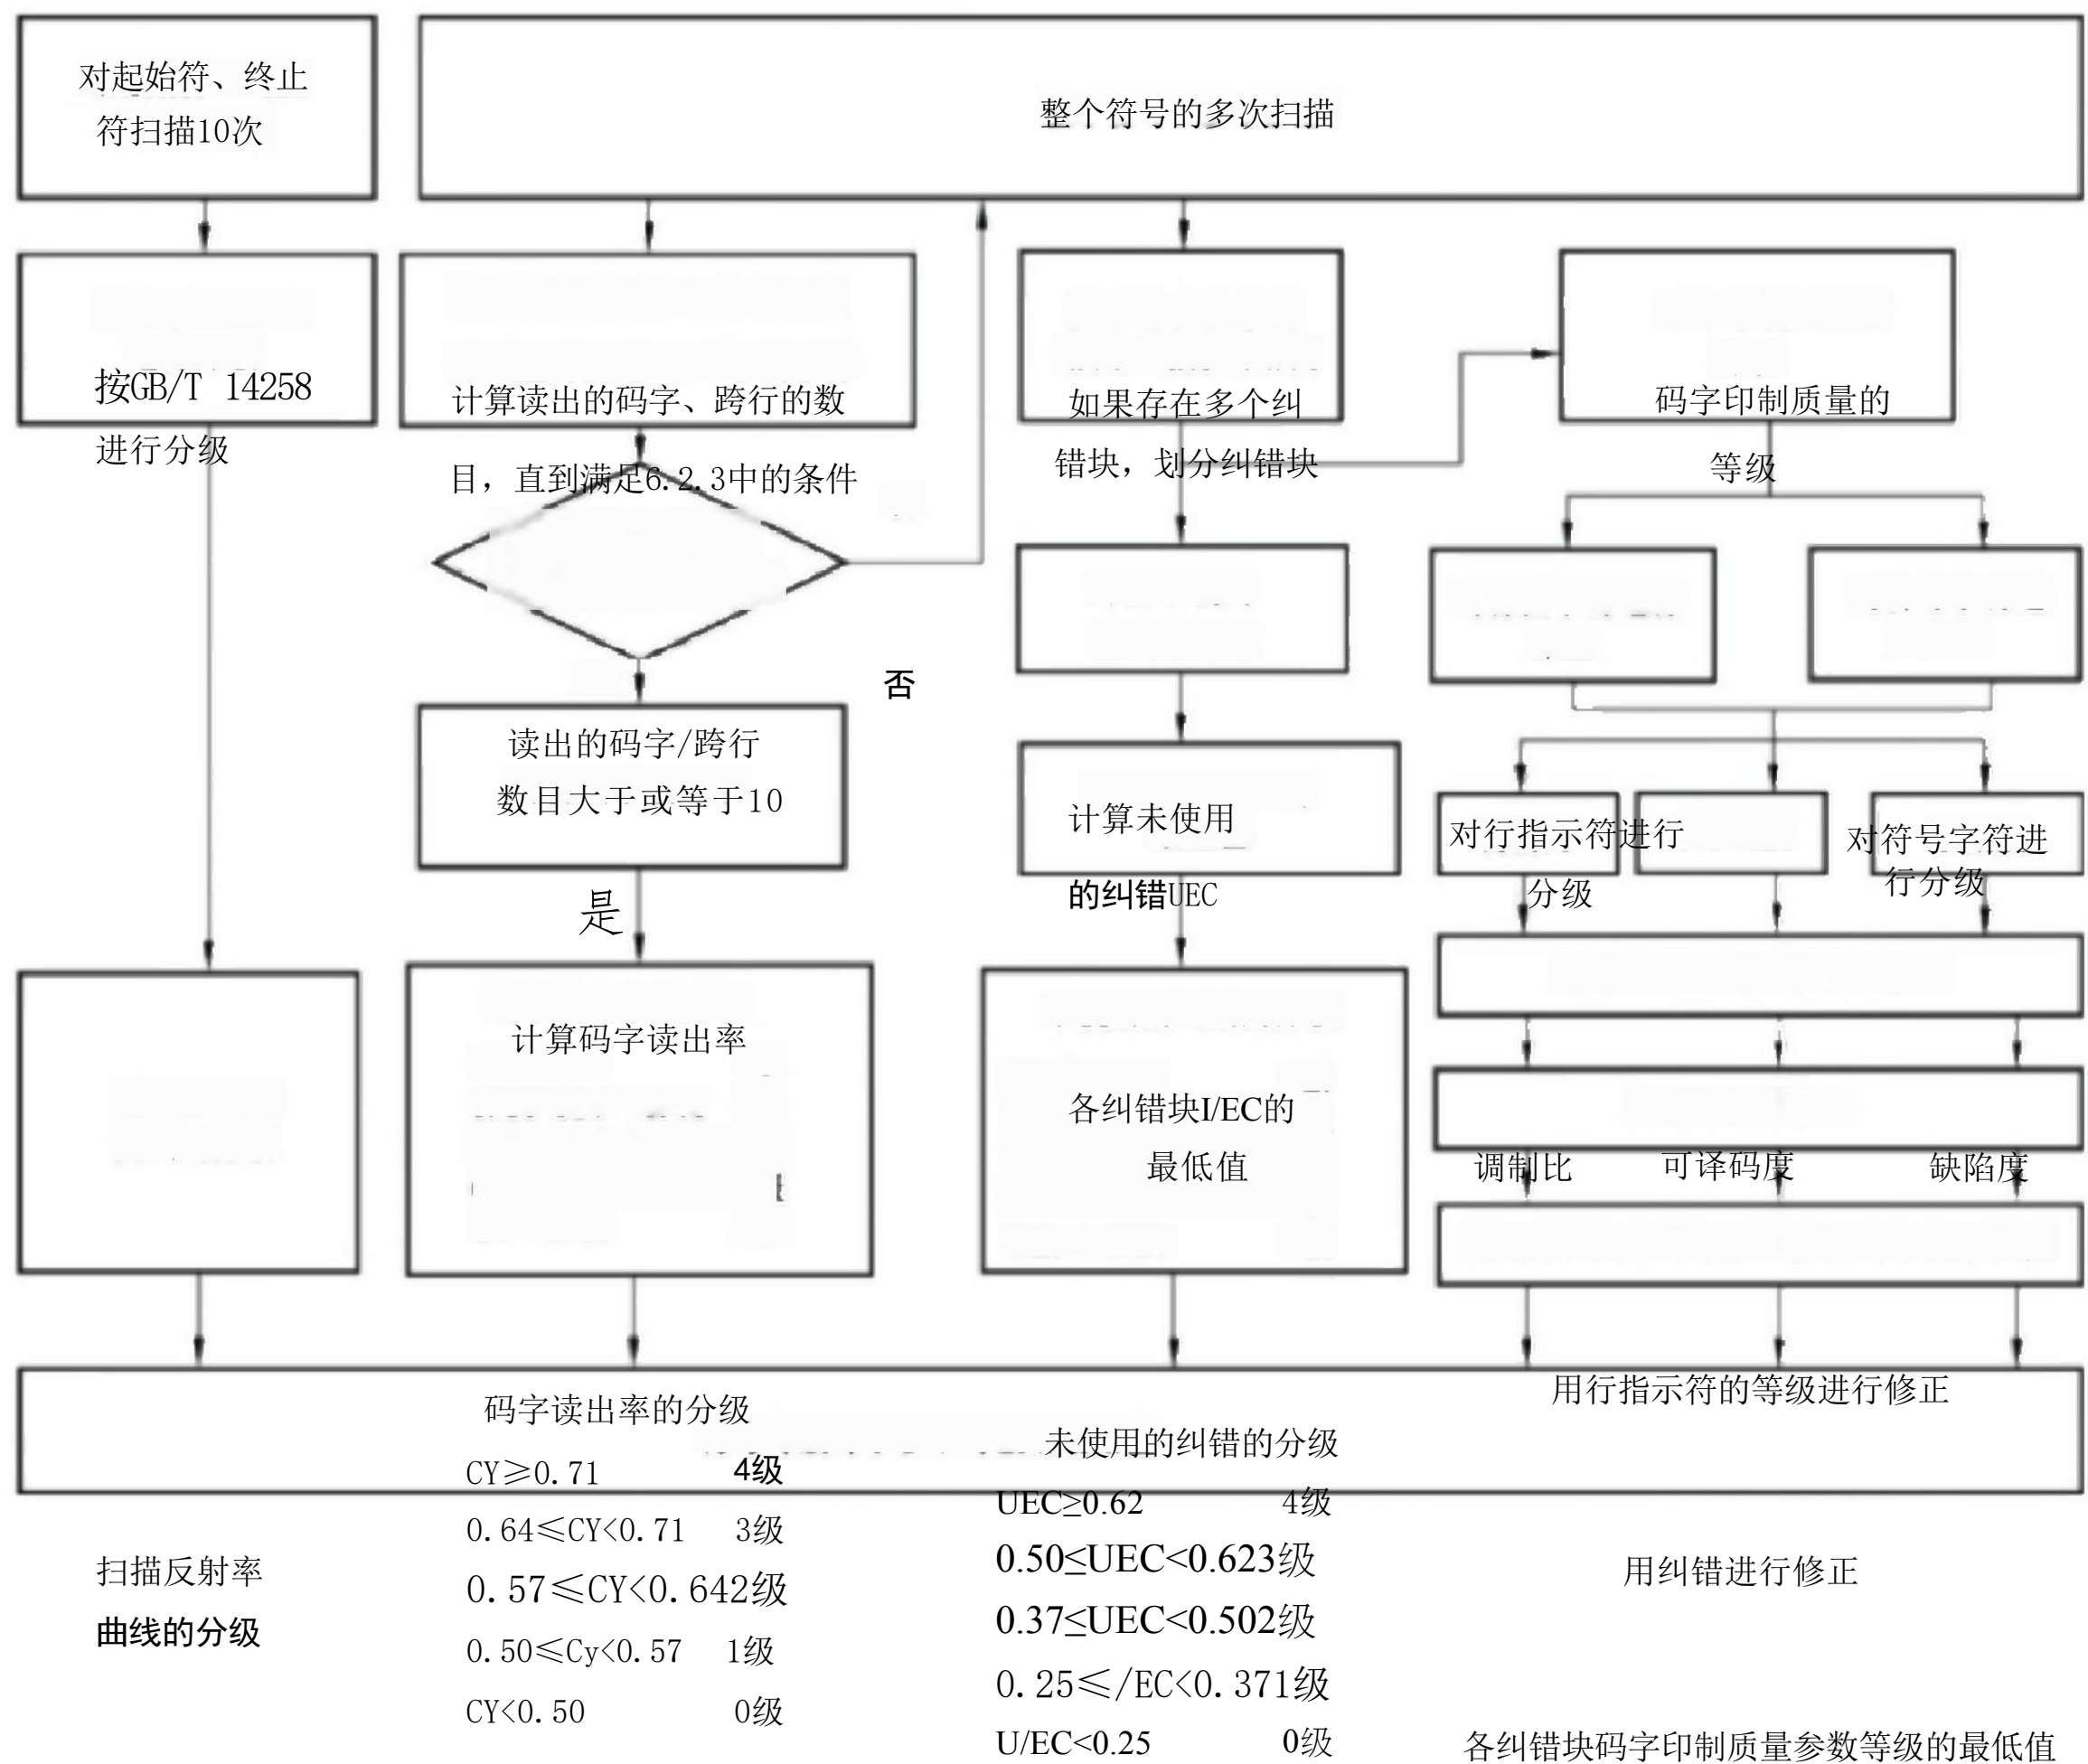 对起始符、终止
符扫描10次
整个符号的多次扫描
按GB/T 14258
进行分级
计算读出的码字、跨行的数
目，直到满足6.2.3中的条件
如果存在多个纠
错块，划分纠错块
码字印制质量的
等级
否
读出的码字/跨行
数目大于或等于10
是
计算未使用
的纠错UEC
对行指示符进行
分级
对符号字符进
行分级
计算码字读出率
各纠错块I/EC的
最低值
调制比 可译码度 缺陷度
码字读出率的分级
CY≥0.71 4级
0.64≤CY<0.71 3级
0.57≤CY<0.642级
0.50≤Cy<0.57 1级
CY<0.50 0级
未使用的纠错的分级
UEC≥0.62 4级
0.50≤UEC<0.623级
0.37≤UEC<0.502级
0.25≤/EC<0.371级
U/EC<0.25 0级
用行指示符的等级进行修正
扫描反射率
曲线的分级
用纠错进行修正
各纠错块码字印制质量参数等级的最低值